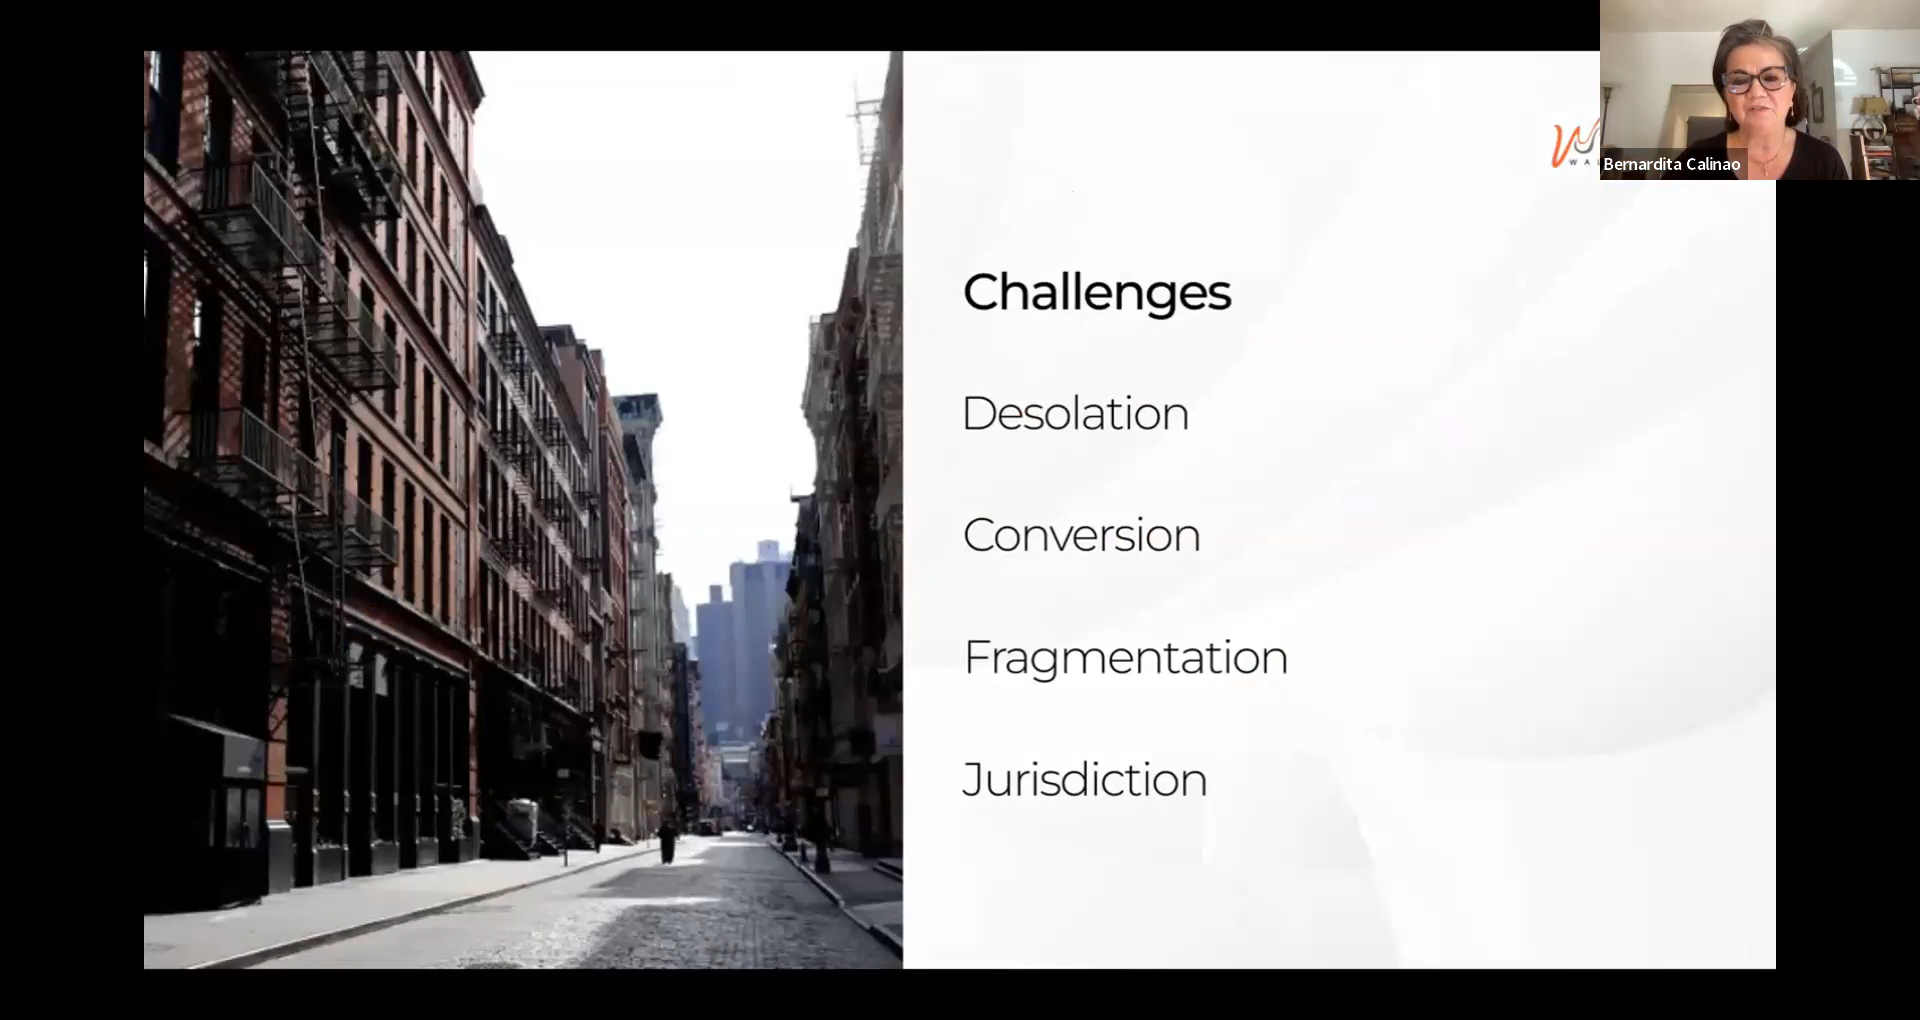 Challenges
Desolation
Conversion
Fragmentation
Jurisdiction
Bernardita Calinao